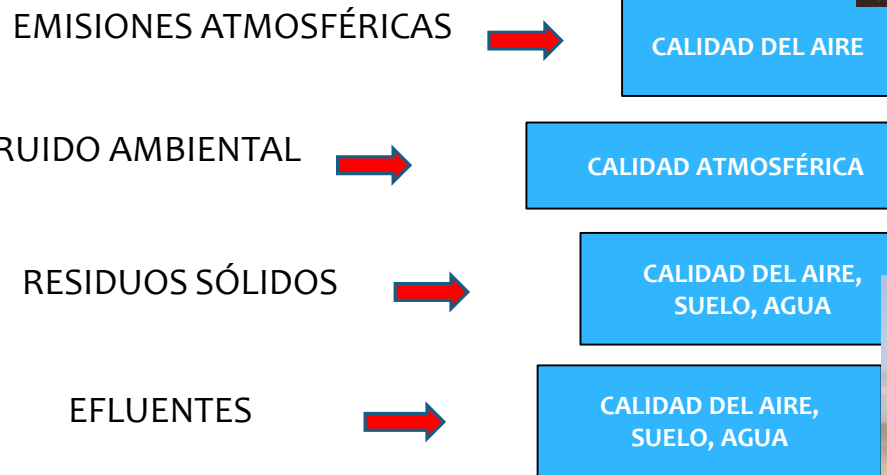 EMISIONES ATMOSFÉRICAS
CALIDAD DEL AIRE
RUIDO AMBIENTAL
CALIDAD ATMOSFÉRICA
RESIDUOS SÓLIDOS
CALIDAD DEL AIRE,
SUELO, AGUA
EFLUENTES
CALIDAD DEL AIRE,
SUELO, AGUA